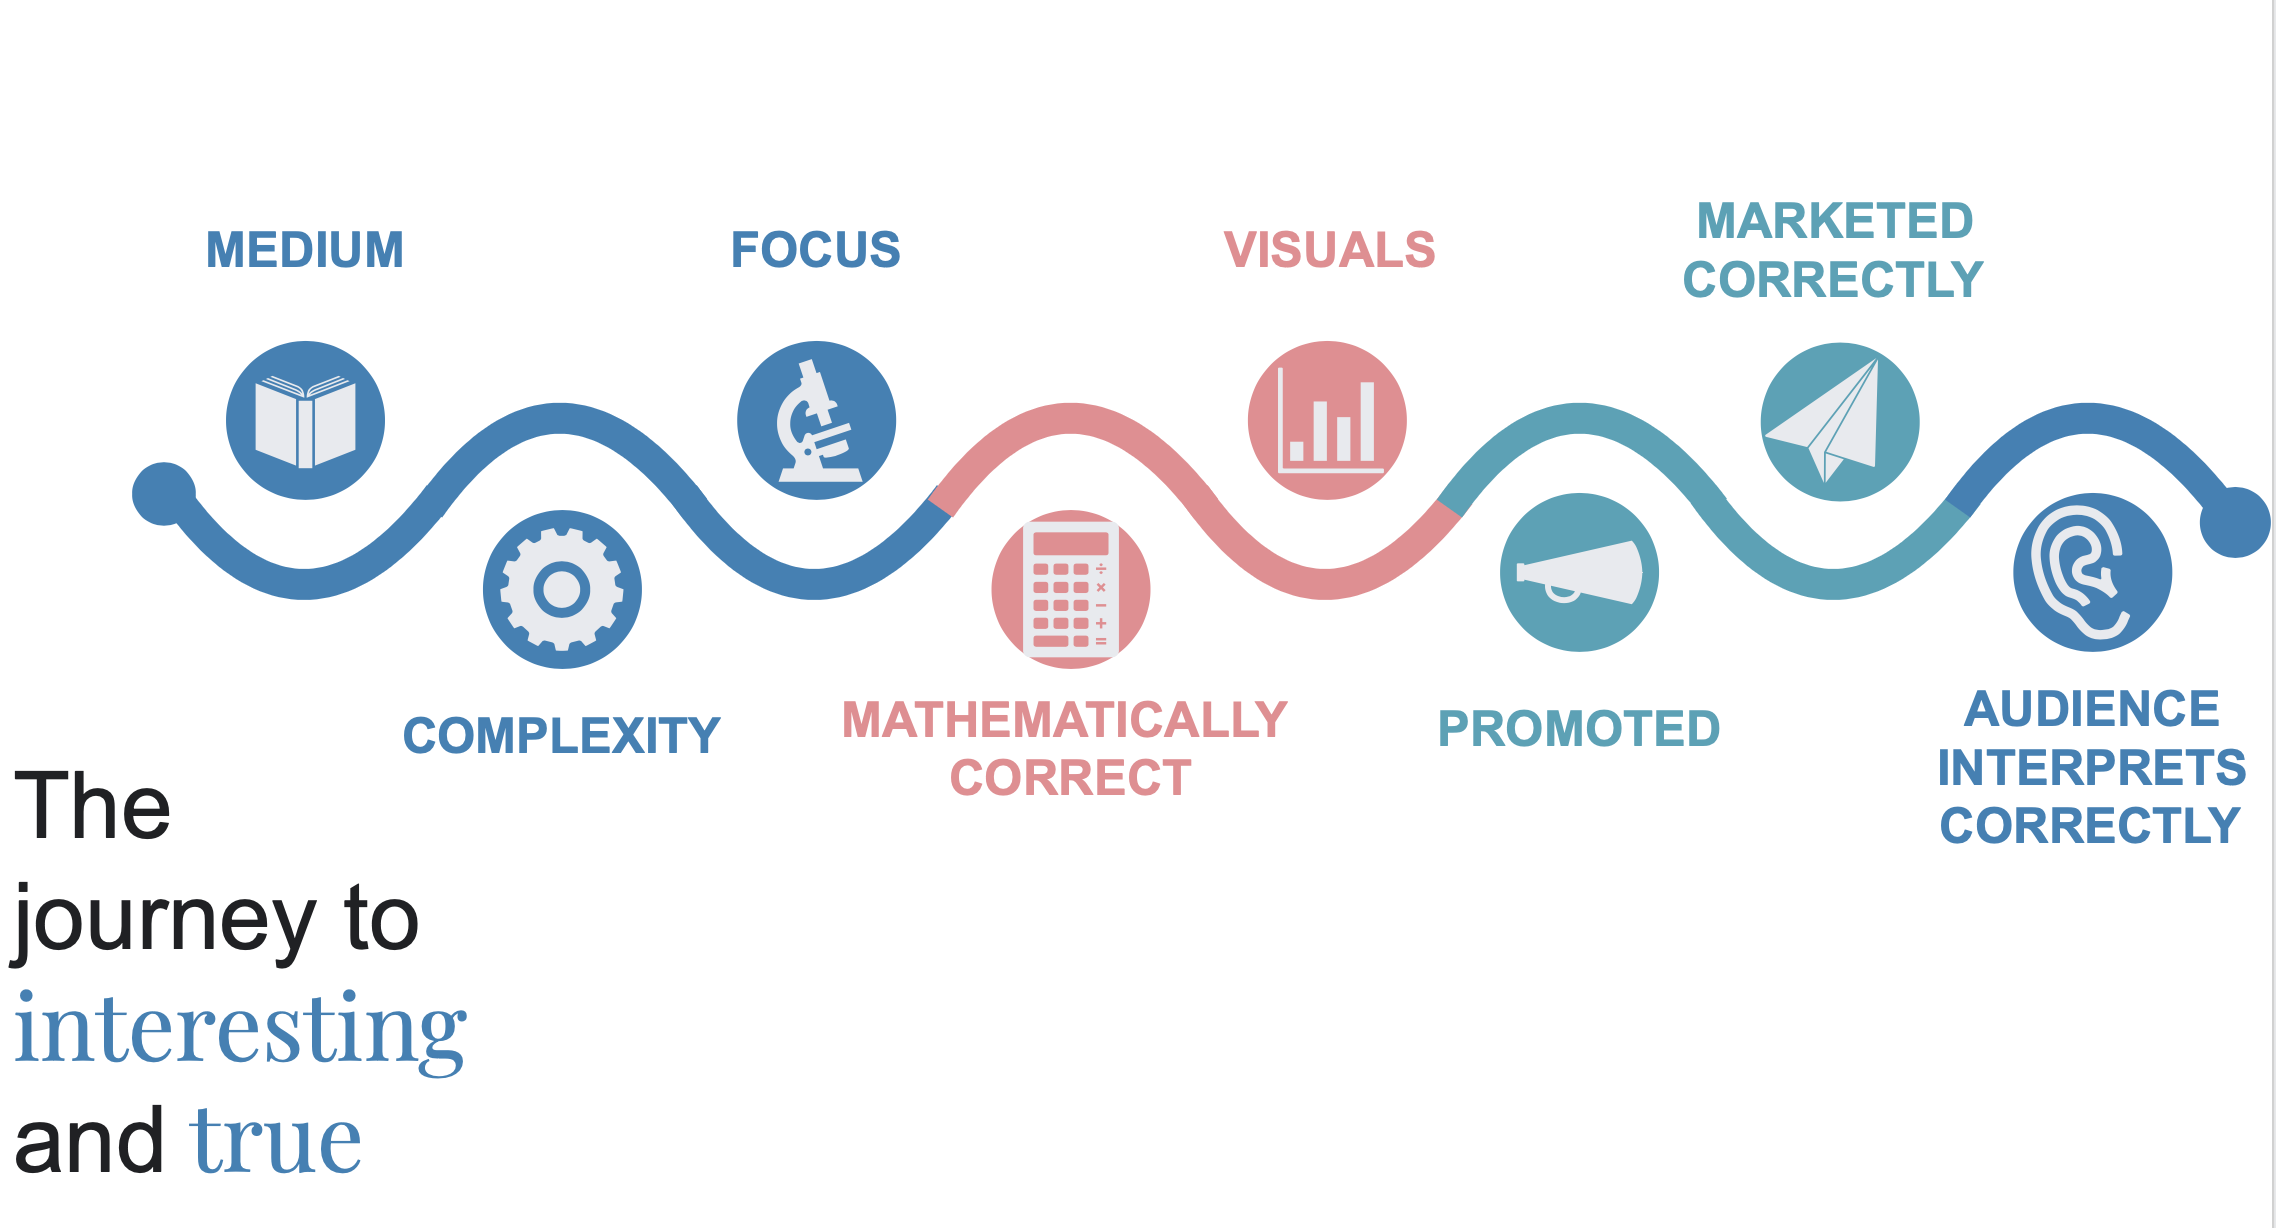 MEDIUM
COMPLEXITY
FOCUS
MATHEMATICALLY
CORRECT
VISUALS
PROMOTED
MARKETED
CORRECTLY
AUDIENCE
INTERPRETS
CORRECTLY
The
journey to
interesting
and true